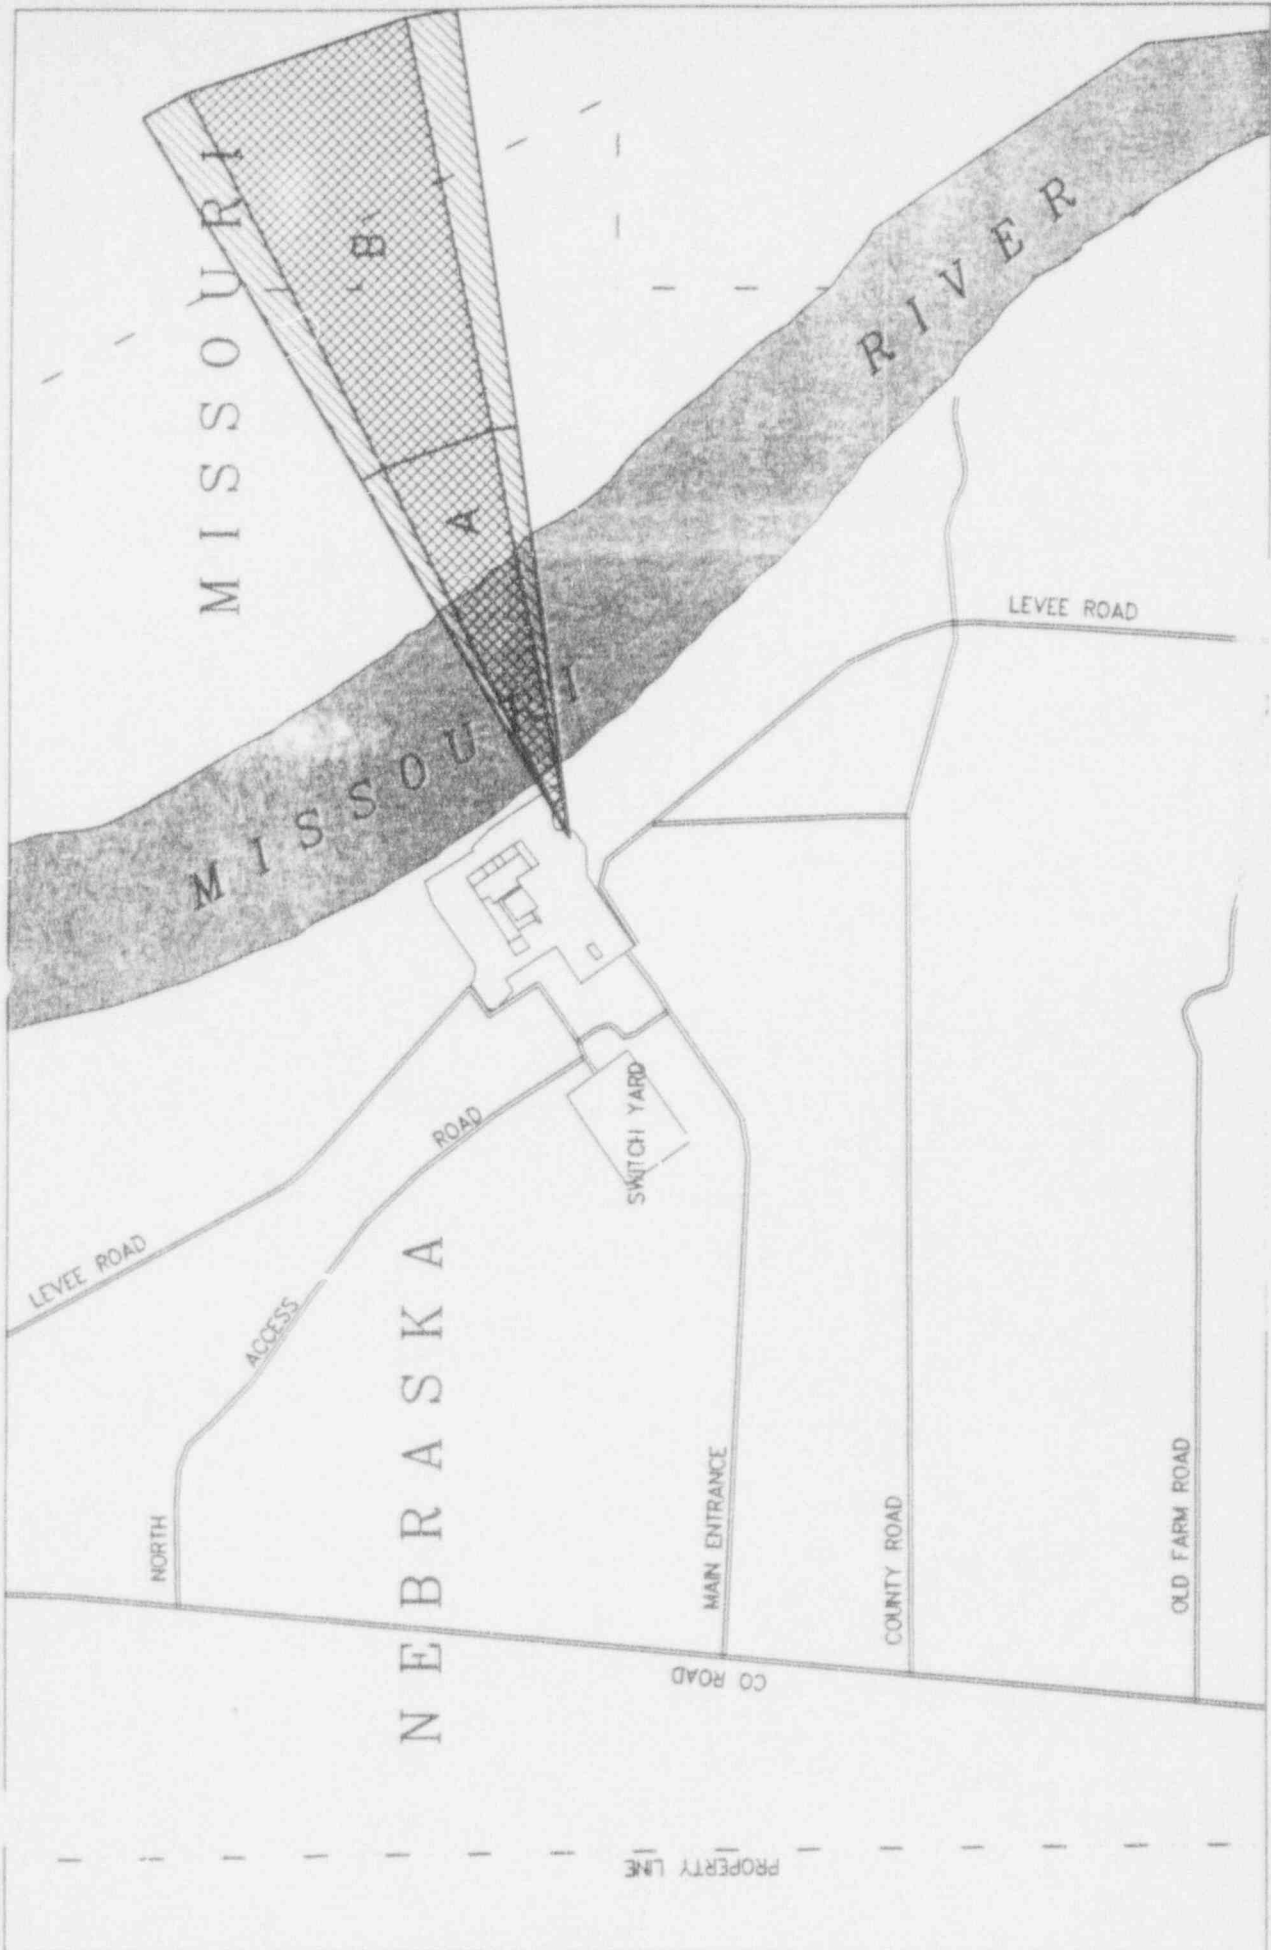 MISSOURI
B
A
MISSOURI RIVER
LEVEE ROAD
LEVEE ROAD
NORTH ACCESS ROAD
SWITCH YARD
NEBRASKA
MAIN ENTRANCE
COUNTY ROAD
OLD FARM ROAD
CO ROAD
PROPERTY LINE